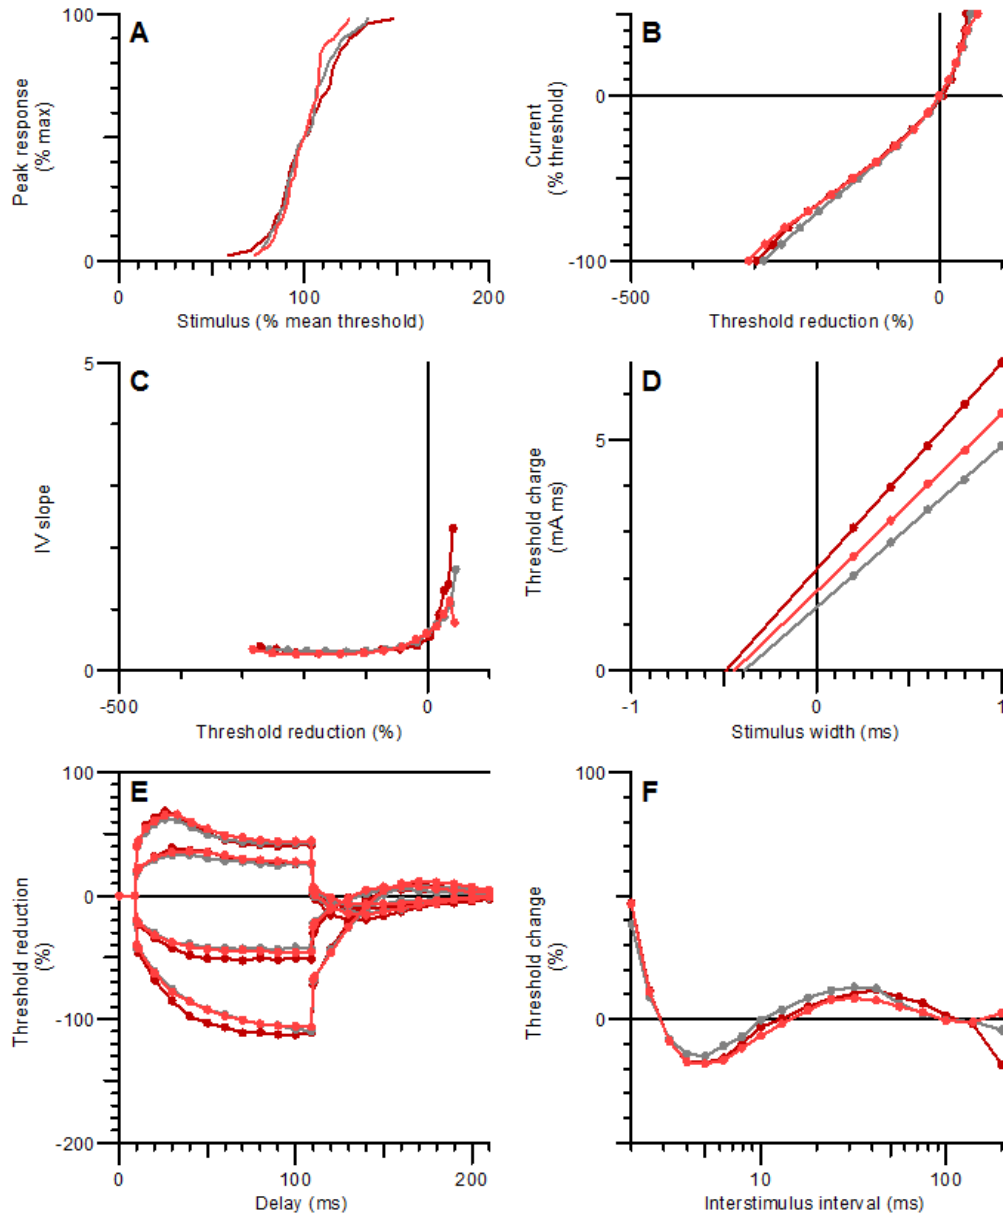 A
100
0
Peak response
(% max)
0
100
200
Stimulus (% mean threshold)
B
0
-100
Current
(% threshold)
-500
0
Threshold reduction (%)
C
5
0
IV slope
-500
0
Threshold reduction (%)
D
5
0
Threshold charge
(mA.ms)
-1
0
1
Stimulus width (ms)
E
100
0
-100
-200
Threshold reduction
(%)
0
100
200
Delay (ms)
F
100
0
Threshold change
(%)
10
100
Interstimulus interval (ms)